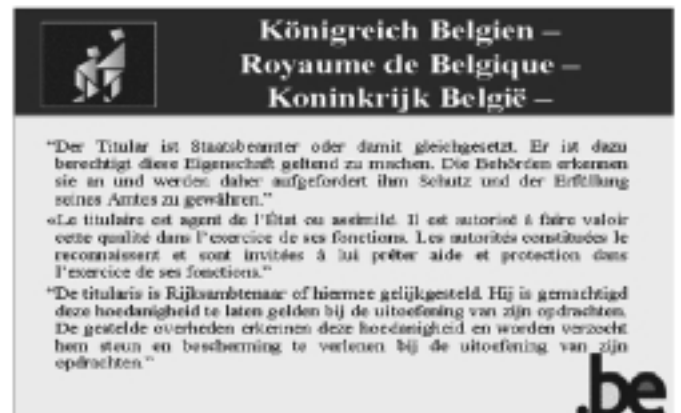 Königreich Belgien –
Royaume de Belgique –
Koninkrijk België –
“Der Titular ist Staatsbeamter oder damit gleichgesetzt. Er ist dazu
berechtigt diese Eigenschaft geltend zu machen. Die Behörden erkennen
sie an und werden daher aufgefordert ihm Schutz und der Erfüllung
seines Amtes zu gewähren.”
«Le titulaire est agent de l’État ou assimilé. Il est autorisé à faire valoir
cette qualité dans l’exercice de ses fonctions. Les autorités constituées le
reconnaissent et sont invitées à lui prêter aide et protection dans
l’exercice de ses fonctions.”
“De titularis is Rijksambtenaar of hiermee gelijkgesteld. Hij is gemachtigd
deze hoedanigheid te laten gelden bij de uitoefening van zijn opdrachten.
De gestelde overheden erkennen deze hoedanigheid en worden verzocht
hem steun en bescherming te verlenen bij de uitoefening van zijn
opdrachten.”
.be